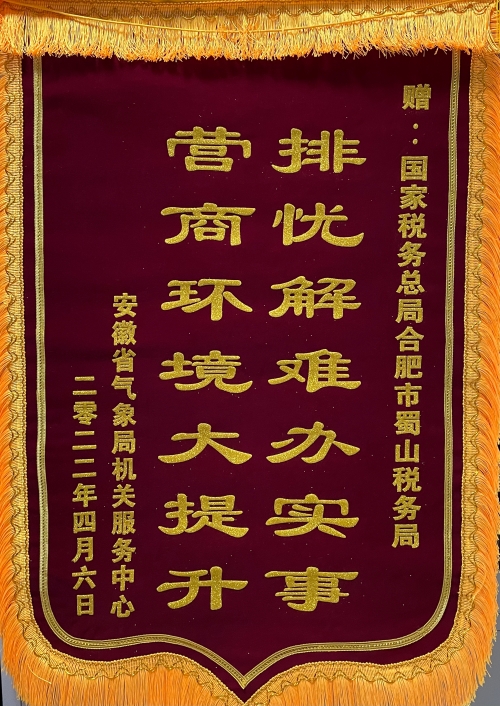 赠：国家税务总局合肥市蜀山税务局
排忧解难办实事
营商环境大提升
安徽省气象局机关服务中心
二零二二年四月六日